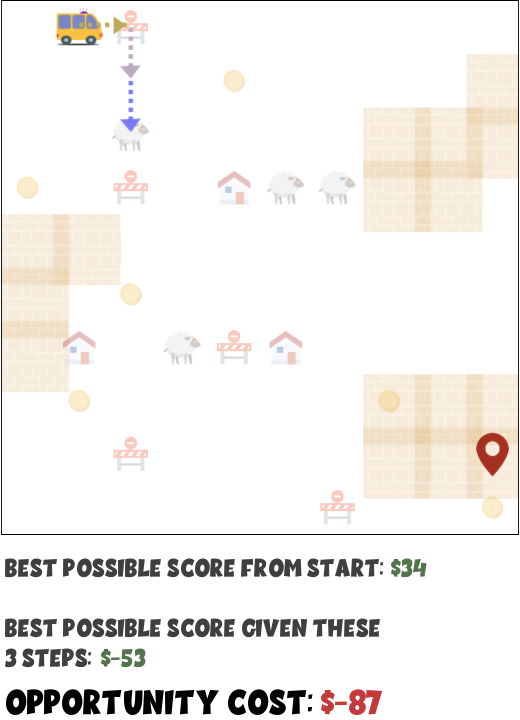 BEST POSSIBLE SCORE FROM START: $34
BEST POSSIBLE SCORE GIVEN THESE
3 STEPS: $-53
OPPORTUNITY COST: $-87